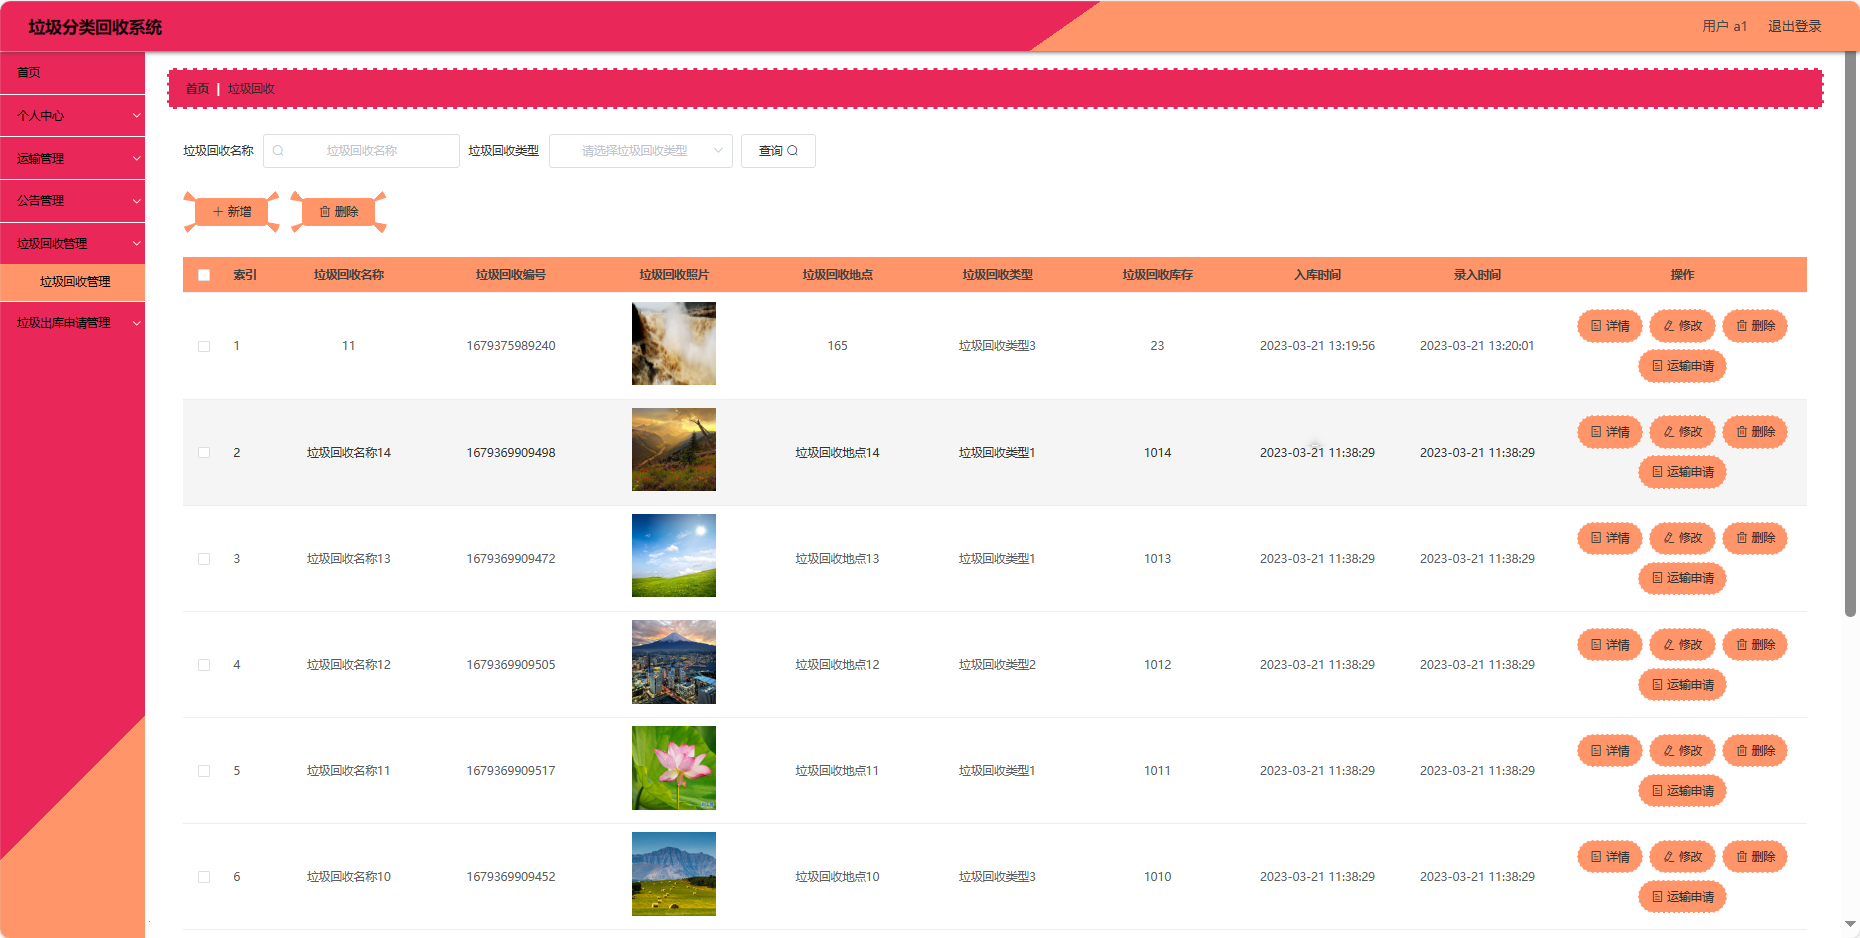 垃圾分类回收系统
用户 a1 退出登录
首页
个人中心
运输管理
公告管理
垃圾回收管理
垃圾回收管理
垃圾出库申请管理
首页 垃圾回收
垃圾回收名称 垃圾回收名称 垃圾回收类型 请选择垃圾回收类型 查询
新增 删除
索引 垃圾回收名称 垃圾回收编号 垃圾回收照片 垃圾回收地点 垃圾回收类型 垃圾回收库存 入库时间 录入时间 操作
1 11 1679375989240 165 垃圾回收类型3 23 2023-03-21 13:19:56 2023-03-21 13:20:01 详情 修改 删除
运输申请
2 垃圾回收名称14 1679369909498 垃圾回收地点14 垃圾回收类型1 1014 2023-03-21 11:38:29 2023-03-21 11:38:29 详情 修改 删除
运输申请
3 垃圾回收名称13 1679369909472 垃圾回收地点13 垃圾回收类型1 1013 2023-03-21 11:38:29 2023-03-21 11:38:29 详情 修改 删除
运输申请
4 垃圾回收名称12 1679369909505 垃圾回收地点12 垃圾回收类型2 1012 2023-03-21 11:38:29 2023-03-21 11:38:29 详情 修改 删除
运输申请
5 垃圾回收名称11 1679369909517 垃圾回收地点11 垃圾回收类型1 1011 2023-03-21 11:38:29 2023-03-21 11:38:29 详情 修改 删除
运输申请
6 垃圾回收名称10 1679369909452 垃圾回收地点10 垃圾回收类型3 1010 2023-03-21 11:38:29 2023-03-21 11:38:29 详情 修改 删除
运输申请